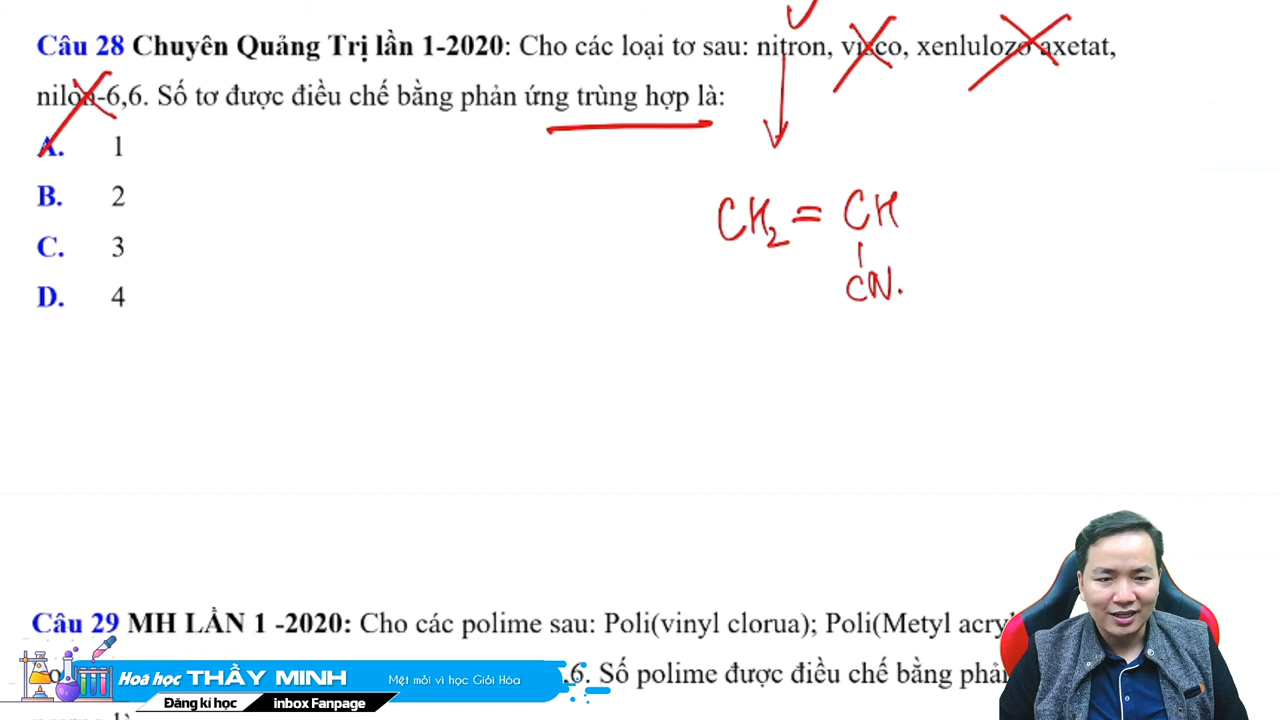 Câu 28 Chuyên Quảng Trị lần 1-2020: Cho các loại tơ sau: nitron, visco, xenlulozo axetat,
nilon-6,6. Số tơ được điều chế bằng phản ứng trùng hợp là:
A. 1
B. 2
C. 3
D. 4
CH2 = CH
CN.
Câu 29 MH LẦN 1 -2020: Cho các polime sau: Poli(vinyl clorua); Poli(Metyl acry
,6. Số polime được điều chế bằng phản
Hoá học THẦY MINH
Mệt mỏi vì học Giỏi Hóa
Đăng kí học
inbox Fanpage